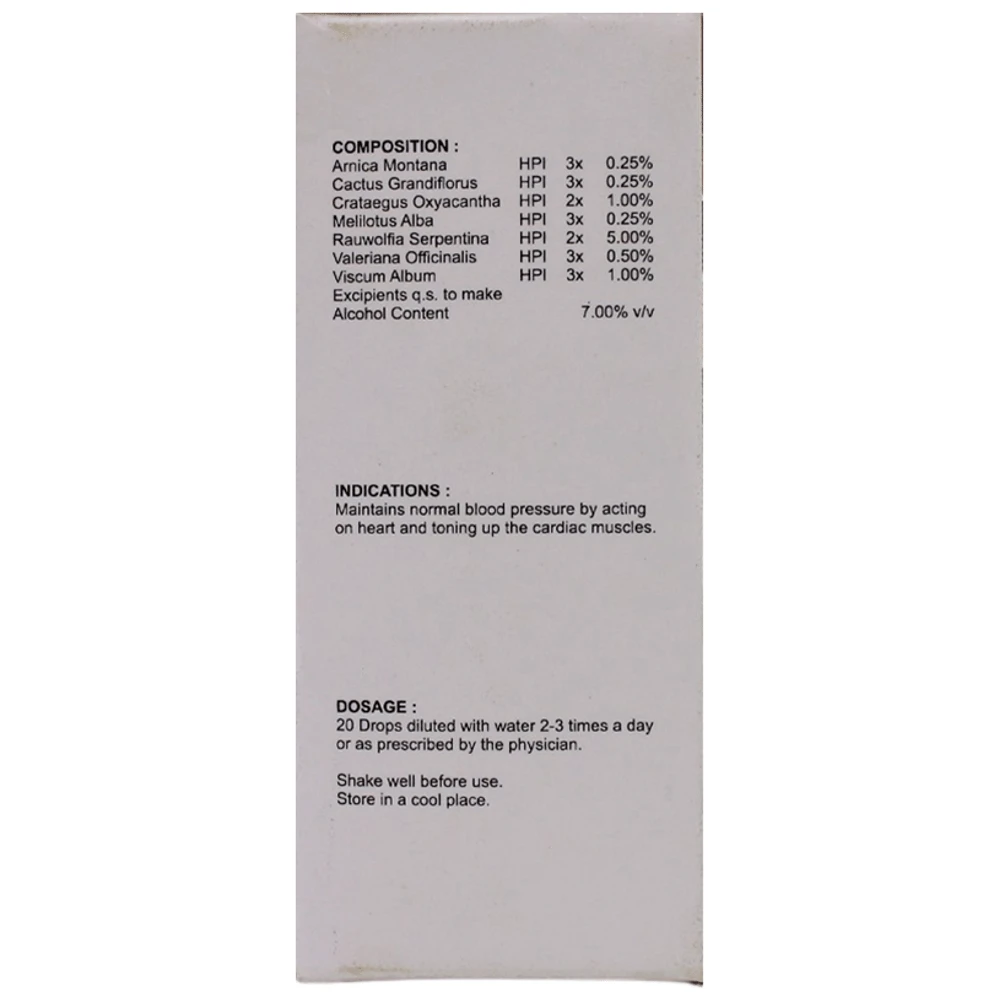 COMPOSITION :
Arnica Montana HPI 3x 0.25%
Cactus Grandiflorus HPI 3x 0.25%
Crataegus Oxyacantha HPI 2x 1.00%
Melilotus Alba HPI 3x 0.25%
Rauwolfia Serpentina HPI 2x 5.00%
Valeriana Officinalis HPI 3x 0.50%
Viscum Album HPI 3x 1.00%
Excipients q.s. to make
Alcohol Content 7.00% v/v
INDICATIONS :
Maintains normal blood pressure by acting
on heart and toning up the cardiac muscles.
DOSAGE :
20 Drops diluted with water 2-3 times a day
or as prescribed by the physician.
Shake well before use.
Store in a cool place.